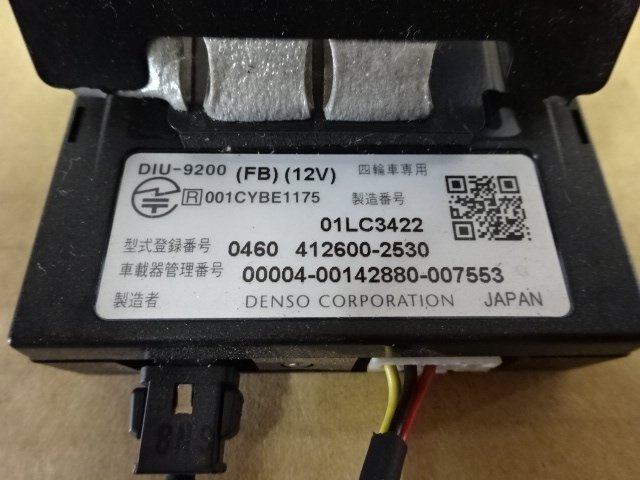 DIU-9200 (FB) (12V) 四輪車専用
R 001CYBE1175 製造番号
01LC3422
型式登録番号 0460 412600-2530
車載器管理番号 00004-00142880-007553
製造者 DENSO CORPORATION JAPAN